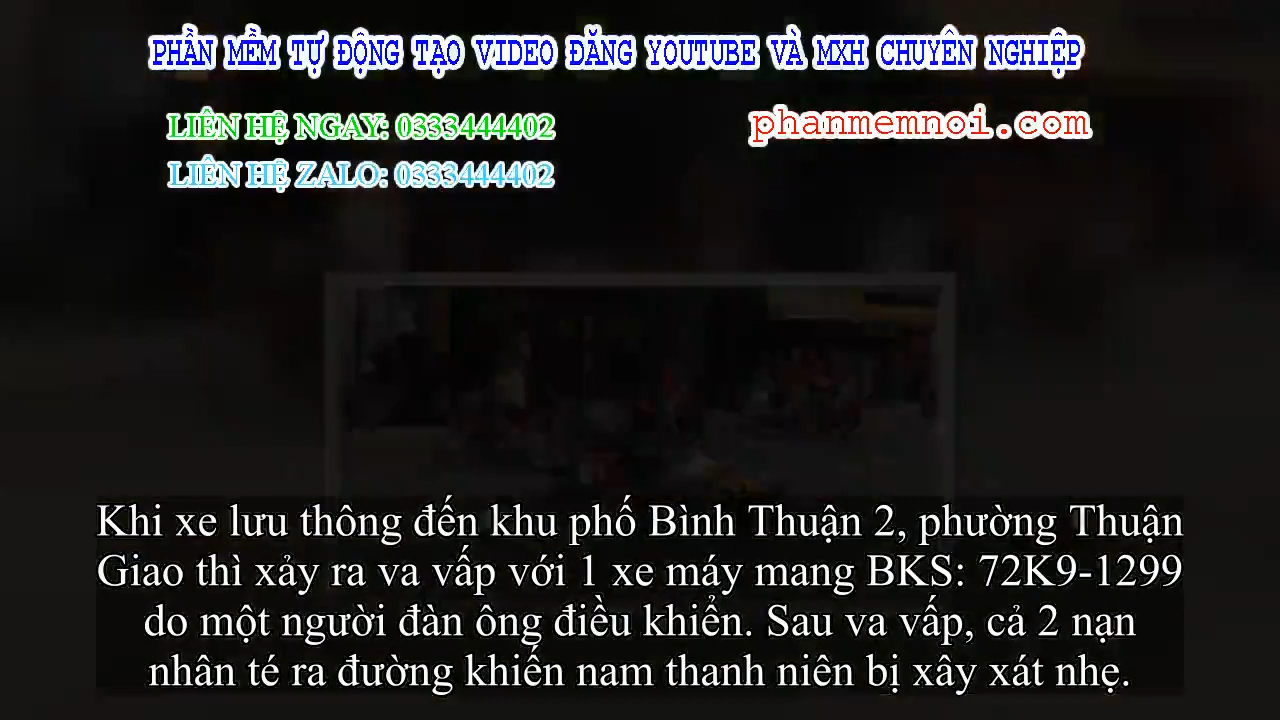 PHẦN MỀM TỰ ĐỘNG TẠO VIDEO ĐĂNG YOUTUBE VÀ MXH CHUYÊN NGHIỆP
LIÊN HỆ NGAY: 0333444402
phanmemnoi.com
LIÊN HỆ ZALO: 0333444402
Khi xe lưu thông đến khu phố Bình Thuận 2, phường Thuận
Giao thì xảy ra va vấp với 1 xe máy mang BKS: 72K9-1299
do một người đàn ông điều khiển. Sau va vấp, cả 2 nạn
nhân té ra đường khiến nam thanh niên bị xây xát nhẹ.